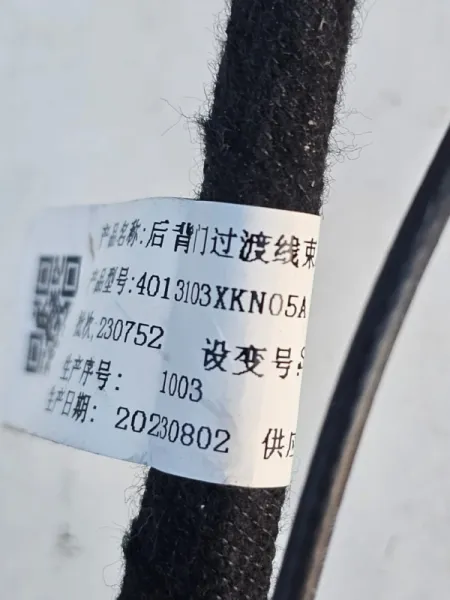 产品名称:后背门过渡线束
产品型号:4013103XKN05A
批次:230752 设变号:
生产序号: 1003
生产日期: 20230802 供应